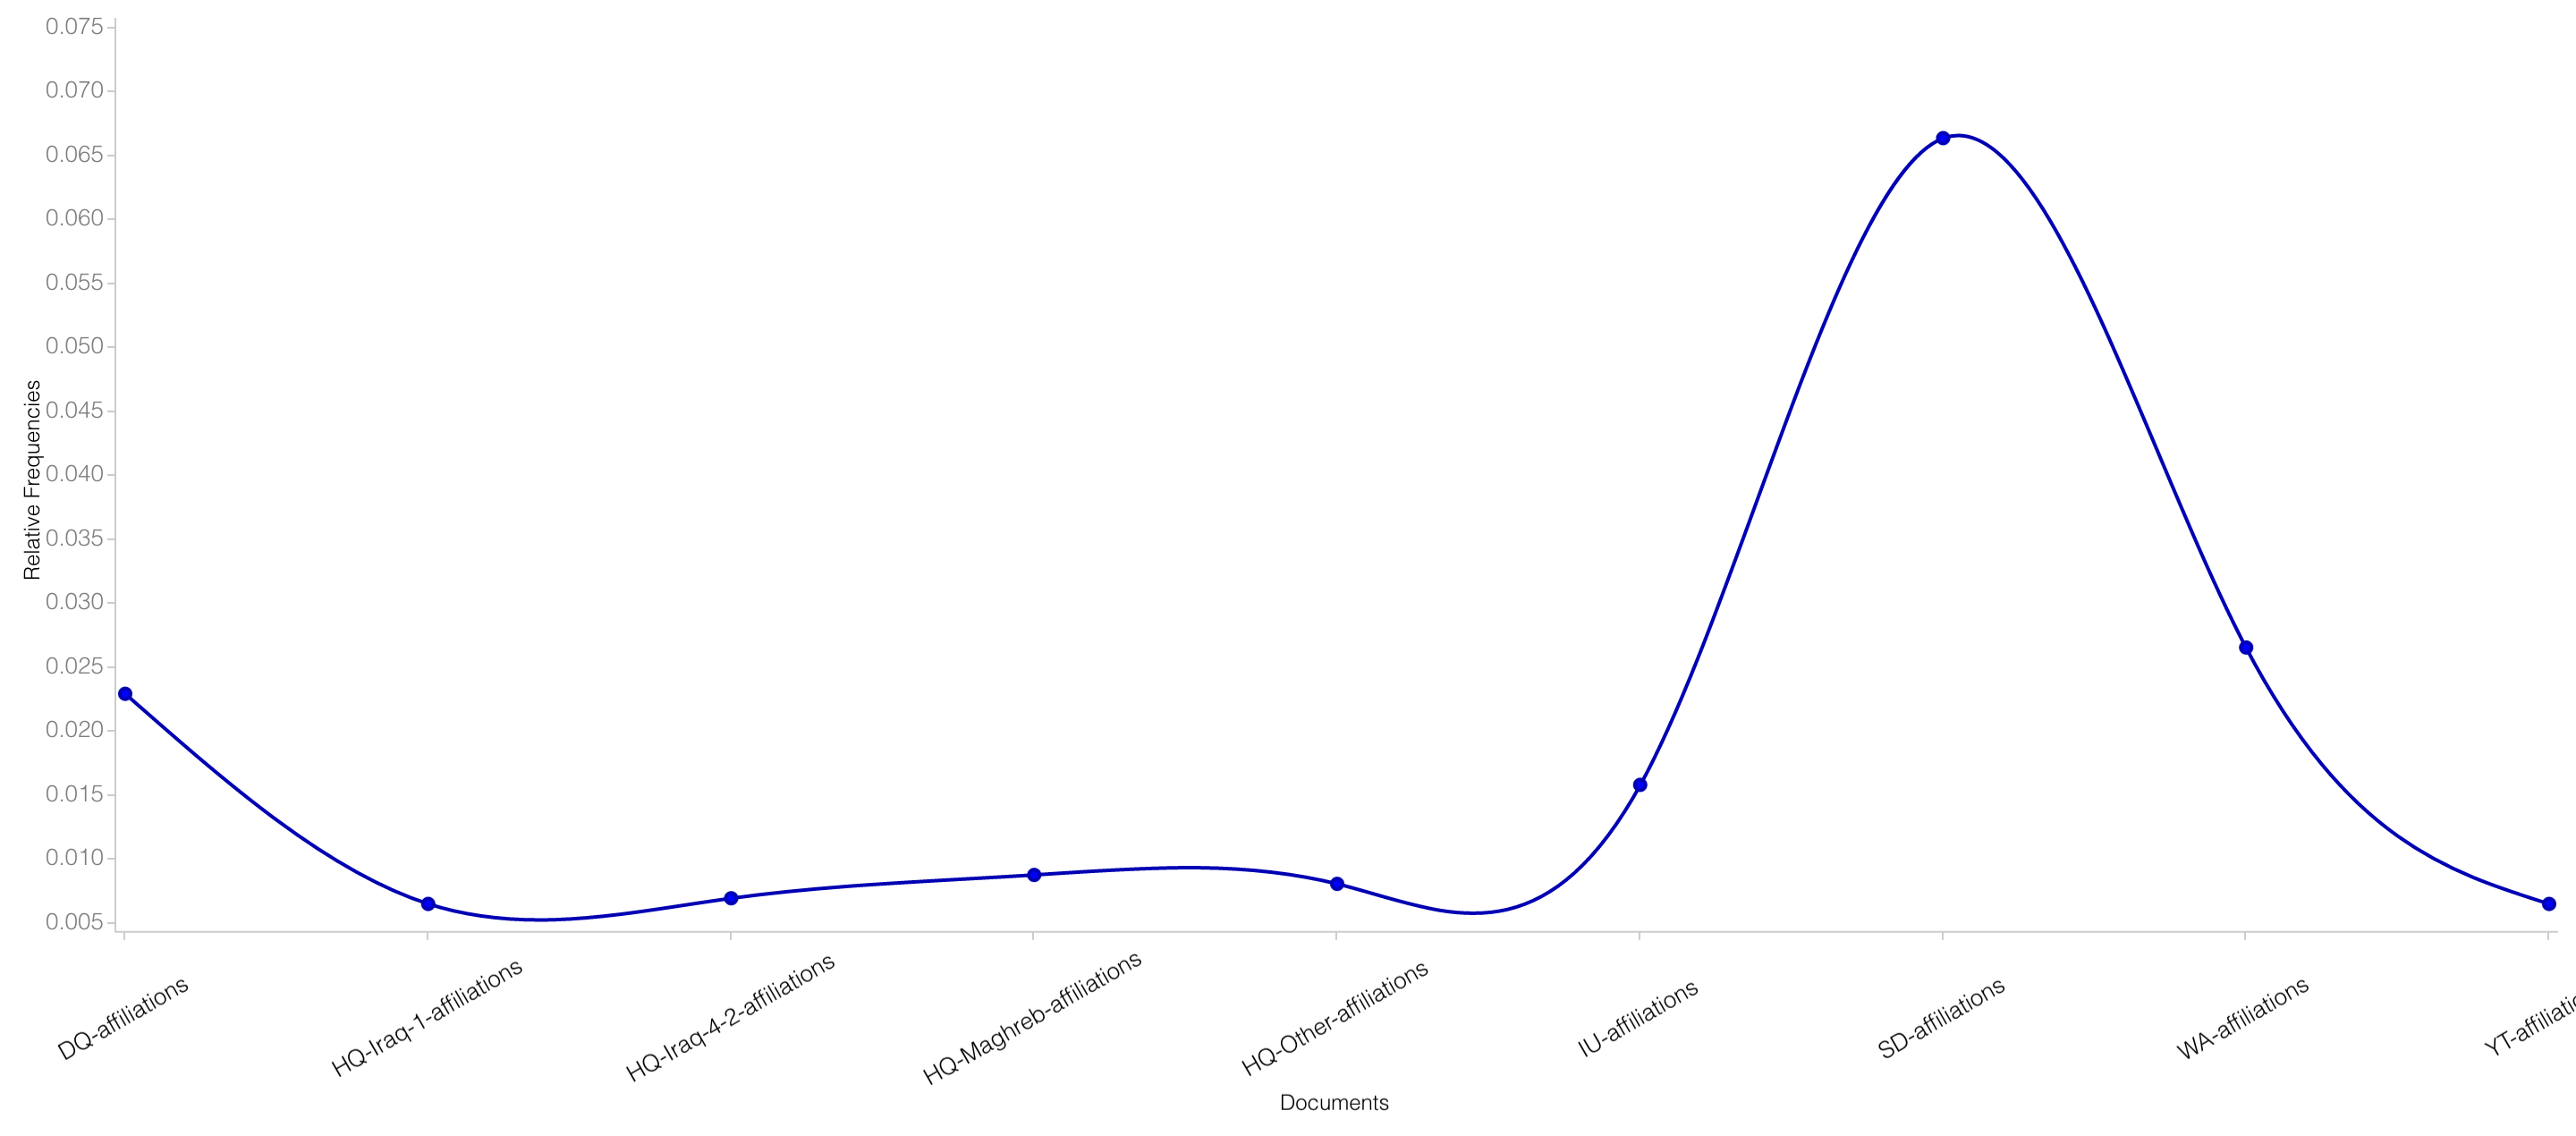 0.075
0.070
0.065
0.060
0.055
0.050
0.045
0.040
0.035
0.030
0.025
0.020
0.015
0.010
0.005
Relative Frequencies
DQ-affiliations
HQ-Iraq-1-affiliations
HQ-Iraq-4-2-affiliations
HQ-Maghreb-affiliations
HQ-Other-affiliations
IU-affiliations
SD-affiliations
WA-affiliations
YT-affiliatio
Documents